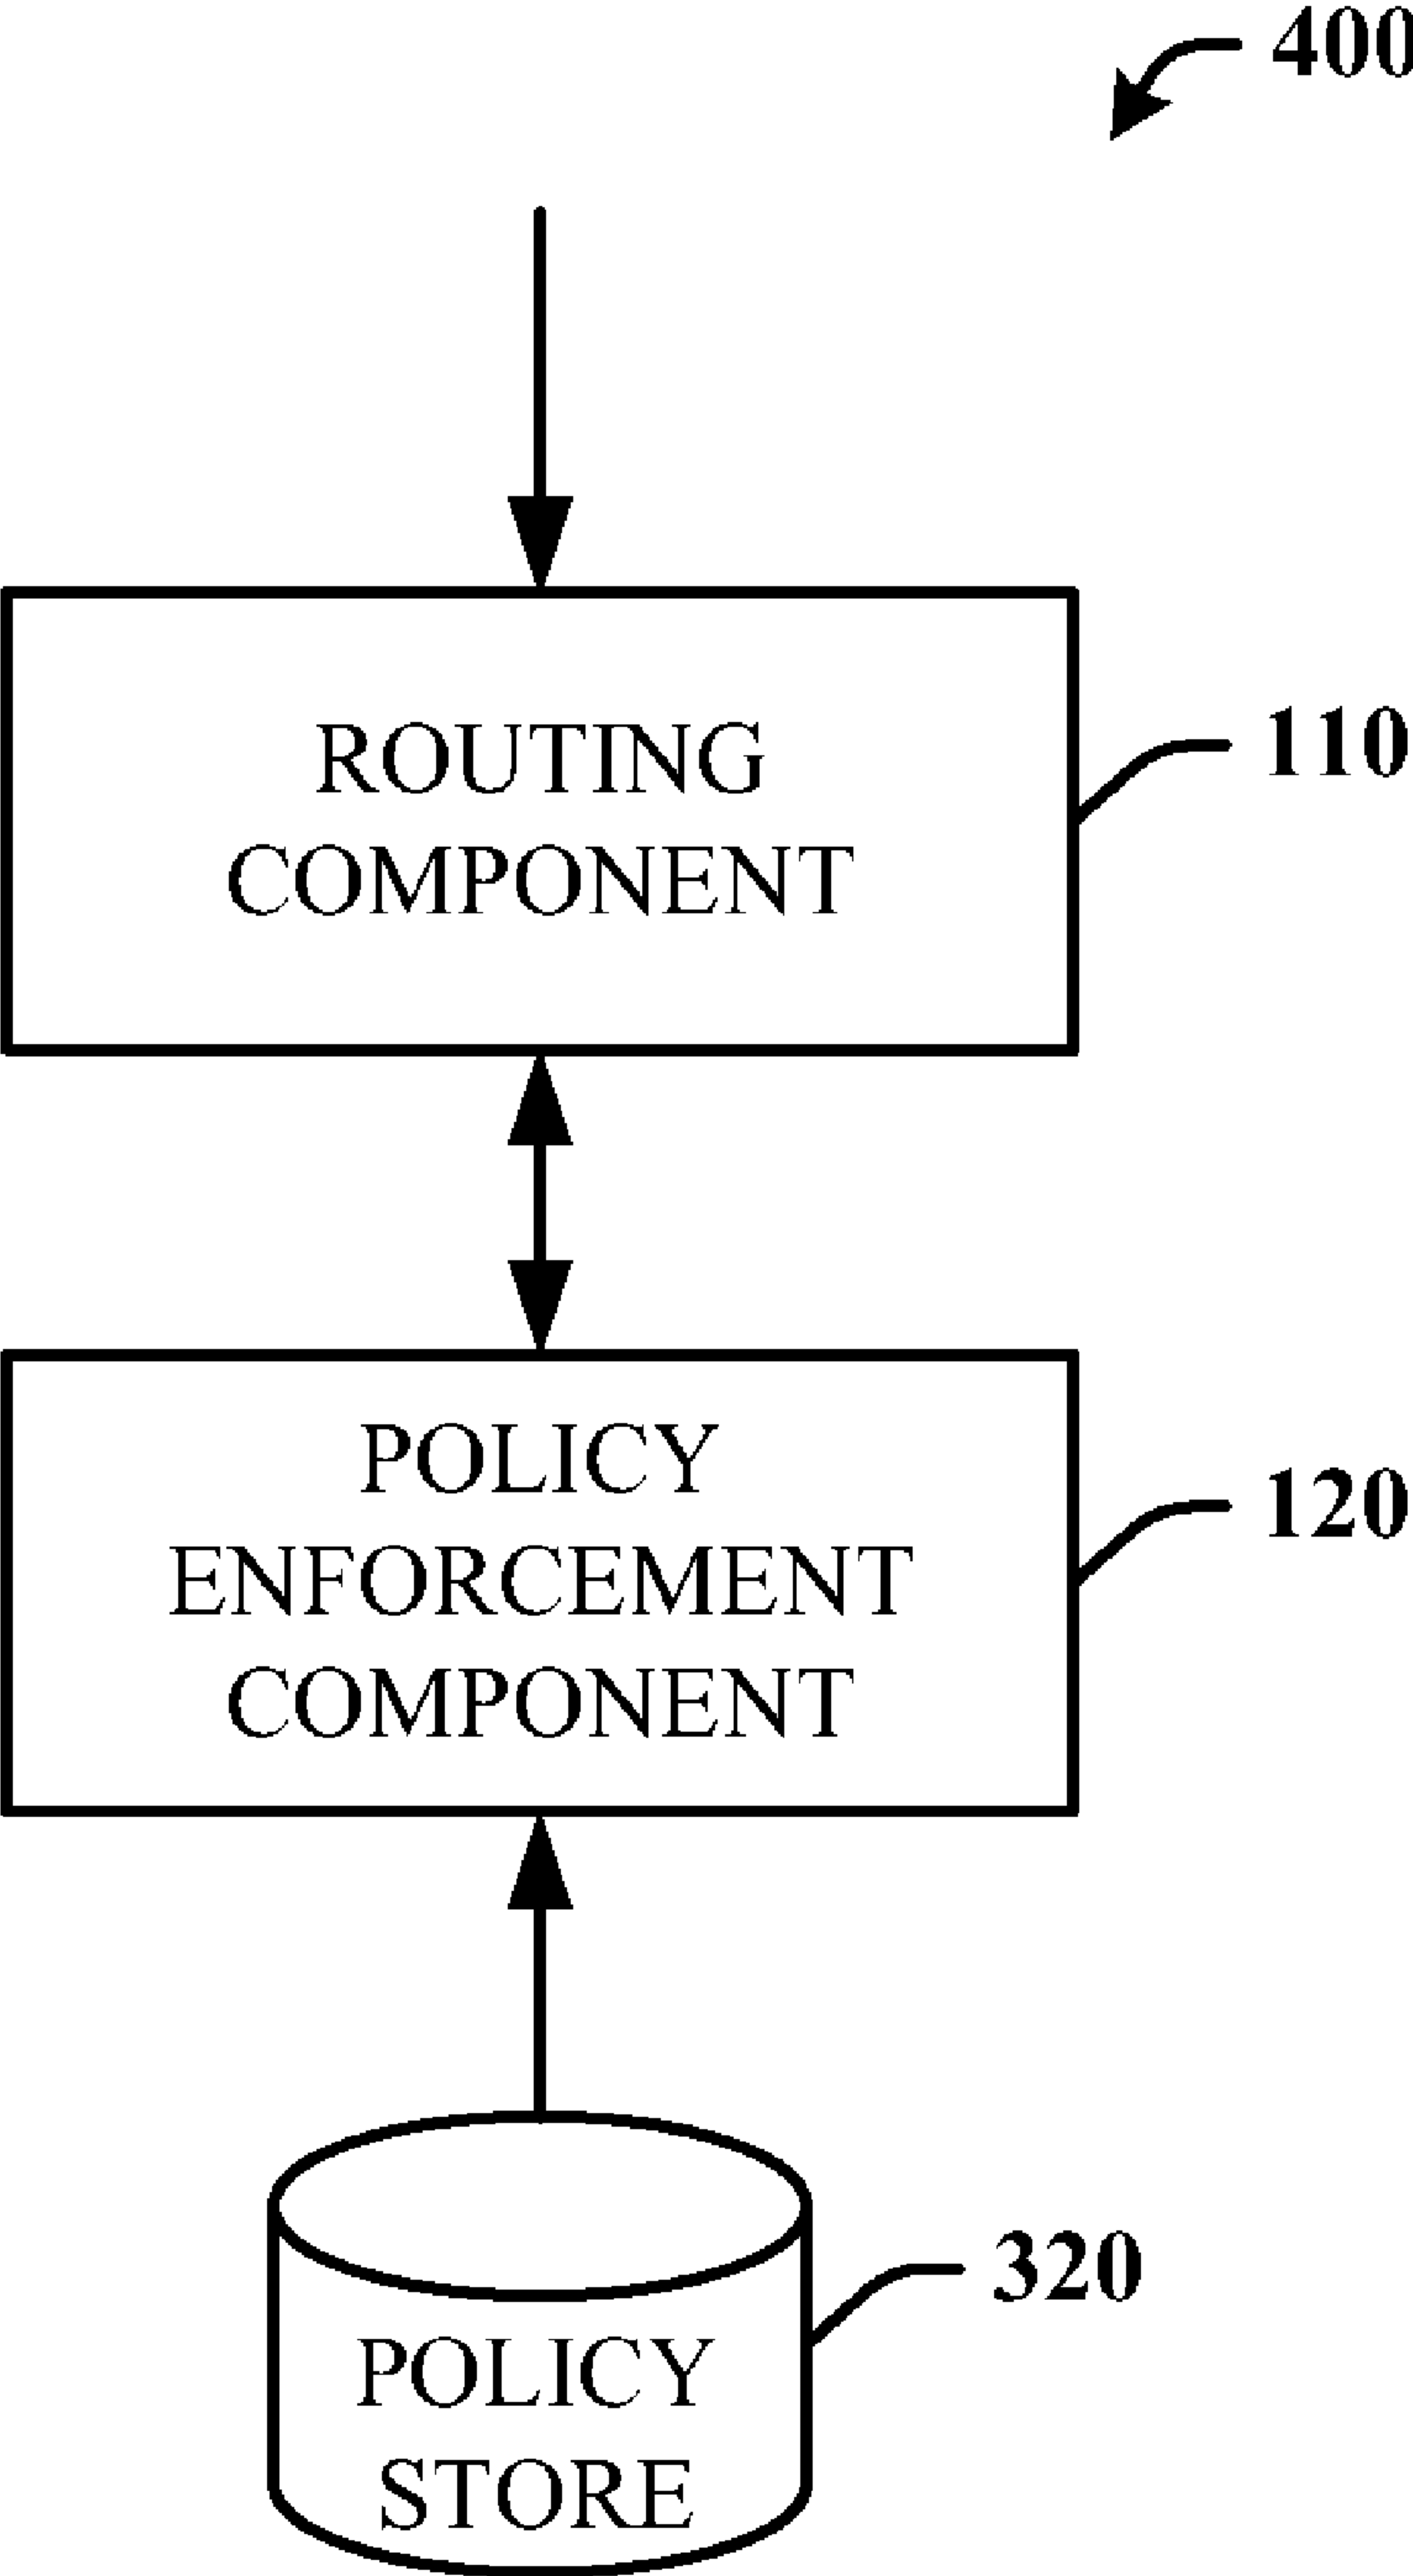 400
ROUTING
COMPONENT
110
POLICY
ENFORCEMENT
COMPONENT
120
320
POLICY
STORE